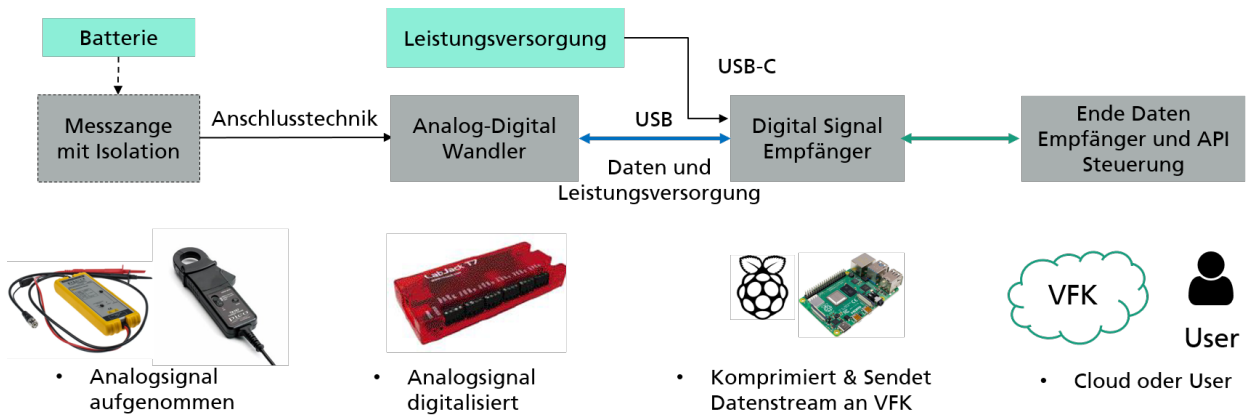 Batterie
Leistungsversorgung
USB-C
Messzange
mit Isolation
Anschlusstechnik
Analog-Digital
Wandler
USB
Daten und
Leistungsversorgung
Digital Signal
Empfänger
Ende Daten
Empfänger und API
Steuerung
LabJack T7
VFK
User
• Analogsignal
aufgenommen
• Analogsignal
digitalisiert
• Komprimiert & Sendet
Datenstream an VFK
• Cloud oder User